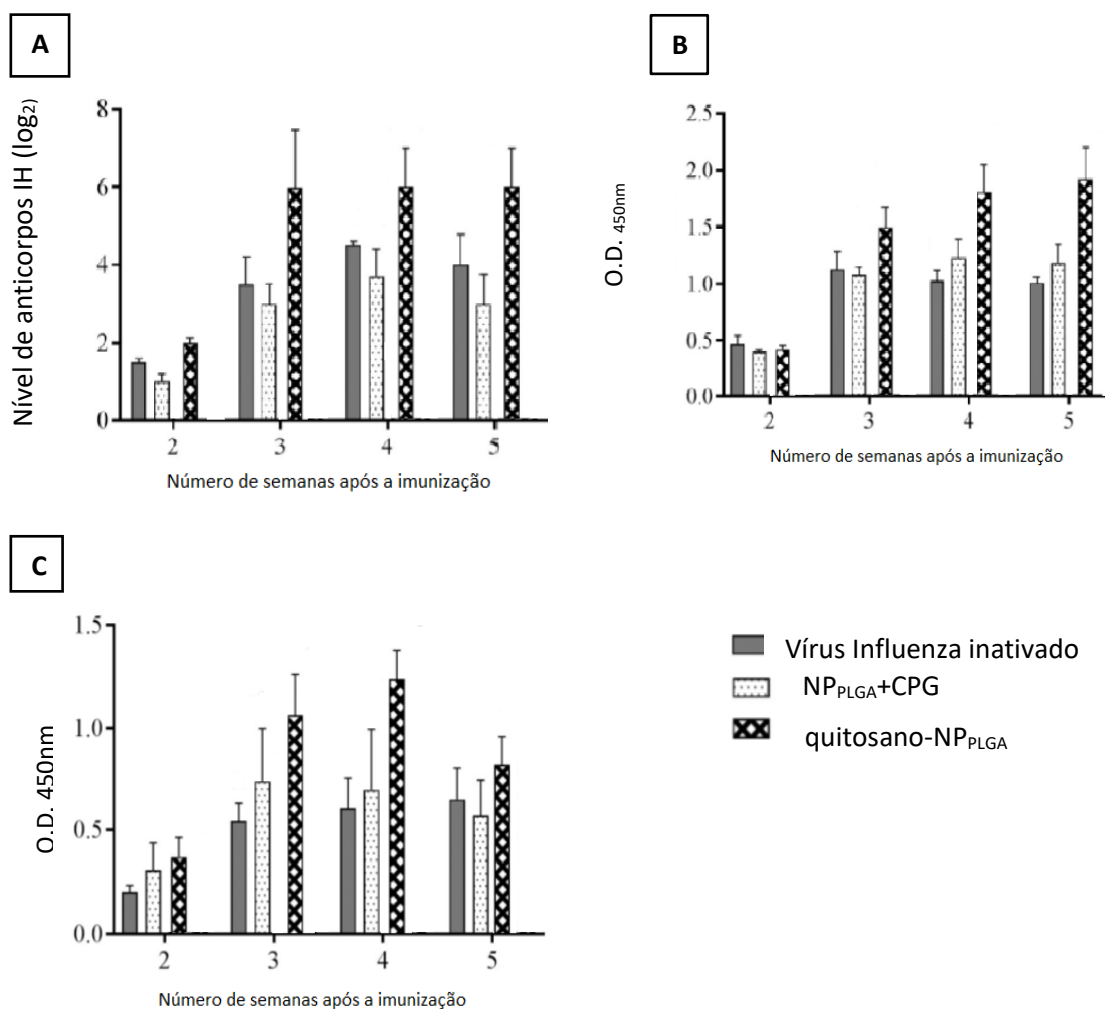 A
Nível de anticorpos IH (log₂)
8
6
4
2
0
2 3 4 5
Número de semanas após a imunização
B
O.D. 450nm
2.5
2.0
1.5
1.0
0.5
0.0
2 3 4 5
Número de semanas após a imunização
C
O.D. 450nm
1.5
1.0
0.5
0.0
2 3 4 5
Número de semanas após a imunização
Vírus Influenza inativado
NPPLGA+CPG
quitosano-NPPLGA